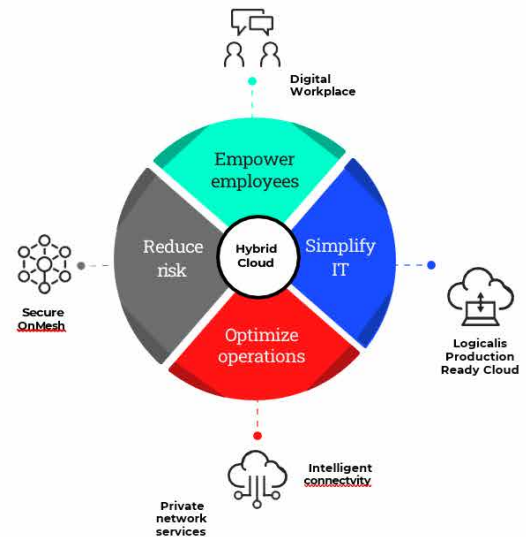 Digital
Workplace
Empower
employees
Reduce
risk
Hybrid
Cloud
Simplify
IT
Secure
OnMesh
Optimize
operations
Logicalis
Production
Ready Cloud
Intelligent
connectvity
Private
network
services